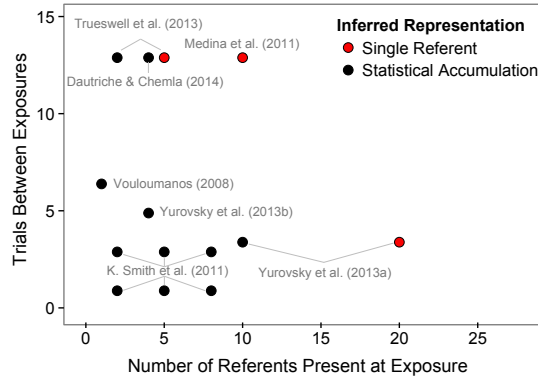 Trueswell et al. (2013)
Medina et al. (2011)
Dautriche & Chemla (2014)
Inferred Representation
Single Referent
Statistical Accumulation
Vouloumanos (2008)
Yurovsky et al. (2013b)
K. Smith et al. (2011)
Yurovsky et al. (2013a)
Trials Between Exposures
15
10
5
0
0 5 10 15 20 25
Number of Referents Present at Exposure